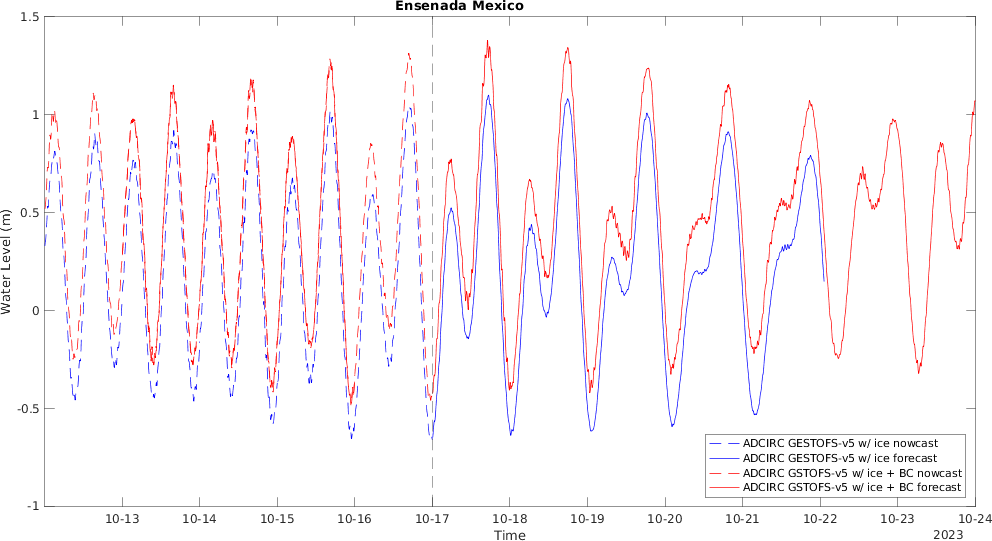 Ensenada Mexico
1.5
1
0.5
0
-0.5
-1
Water Level (m)
10-13 10-14 10-15 10-16 10-17 10-18 10-19 10-20 10-21 10-22 10-23 10-24
Time
2023
ADCIRC GESTOFS-v5 w/ ice nowcast
ADCIRC GESTOFS-v5 w/ ice forecast
ADCIRC GSTOFS-v5 w/ ice + BC nowcast
ADCIRC GSTOFS-v5 w/ ice + BC forecast